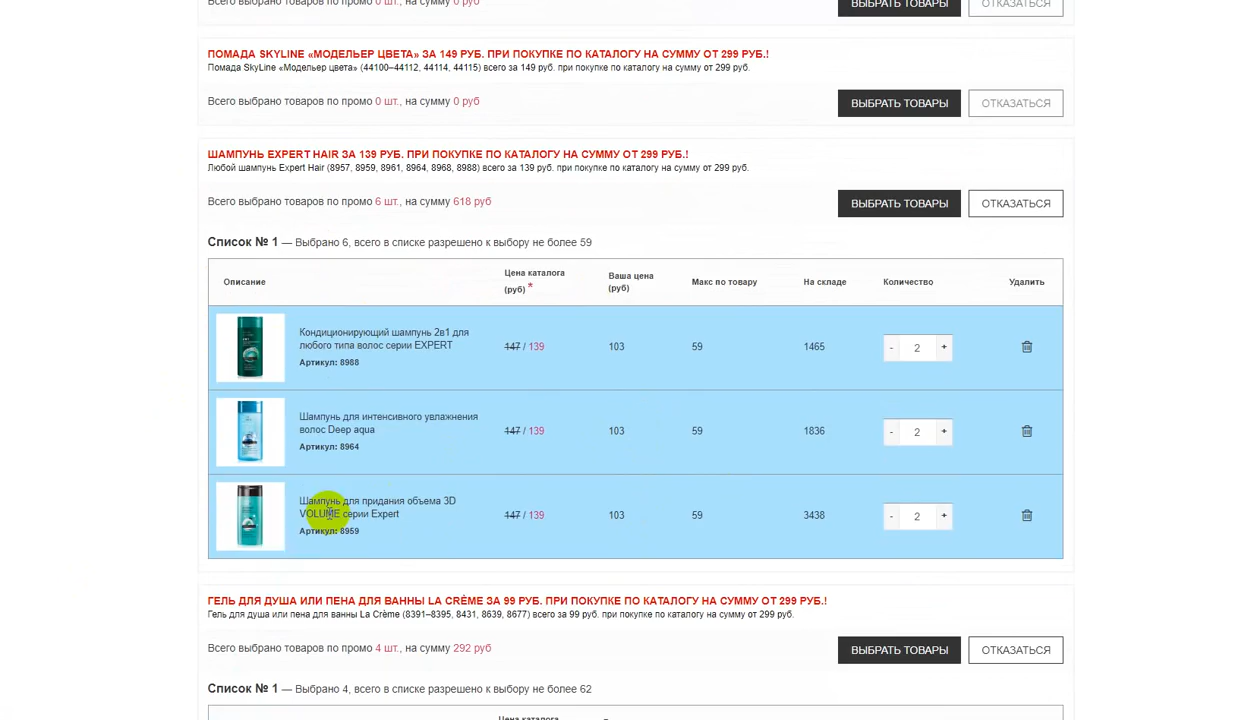 Всего выбрано товаров по промо 0 шт., на сумму 0 руб
ВЫБРАТЬ ТОВАРЫ
ОТКАЗАТЬСЯ
ПОМАДА SKYLINE «МОДЕЛЬЕР ЦВЕТА» ЗА 149 РУБ. ПРИ ПОКУПКЕ ПО КАТАЛОГУ НА СУММУ ОТ 299 РУБ.!
Помада SkyLine «Модельер цвета» (44100–44112, 44114, 44115) всего за 149 руб. при покупке по каталогу на сумму от 299 руб.
Всего выбрано товаров по промо 0 шт., на сумму 0 руб
ВЫБРАТЬ ТОВАРЫ
ОТКАЗАТЬСЯ
ШАМПУНЬ EXPERT HAIR ЗА 139 РУБ. ПРИ ПОКУПКЕ ПО КАТАЛОГУ НА СУММУ ОТ 299 РУБ.!
Любой шампунь Expert Hair (8957, 8959, 8961, 8964, 8968, 8988) всего за 139 руб. при покупке по каталогу на сумму от 299 руб.
Всего выбрано товаров по промо 6 шт., на сумму 618 руб
ВЫБРАТЬ ТОВАРЫ
ОТКАЗАТЬСЯ
Список № 1 — Выбрано 6, всего в списке разрешено к выбору не более 59
Описание
Цена каталога
(руб) *
Ваша цена
(руб)
Макс по товару
На складе
Количество
Удалить
Кондиционирующий шампунь 2в1 для
любого типа волос серии EXPERT
Артикул: 8988
147 / 139
103
59
1465
- 2 +
Шампунь для интенсивного увлажнения
волос Deep aqua
Артикул: 8964
147 / 139
103
59
1836
- 2 +
Шампунь для придания объема 3D
VOLUME серии Expert
Артикул: 8959
147 / 139
103
59
3438
- 2 +
ГЕЛЬ ДЛЯ ДУША ИЛИ ПЕНА ДЛЯ ВАННЫ LA CRÈME ЗА 99 РУБ. ПРИ ПОКУПКЕ ПО КАТАЛОГУ НА СУММУ ОТ 299 РУБ.!
Гель для душа или пена для ванны La Crème (8391–8395, 8431, 8639, 8677) всего за 99 руб. при покупке по каталогу на сумму от 299 руб.
Всего выбрано товаров по промо 4 шт., на сумму 292 руб
ВЫБРАТЬ ТОВАРЫ
ОТКАЗАТЬСЯ
Список № 1 — Выбрано 4, всего в списке разрешено к выбору не более 62
Цена каталога